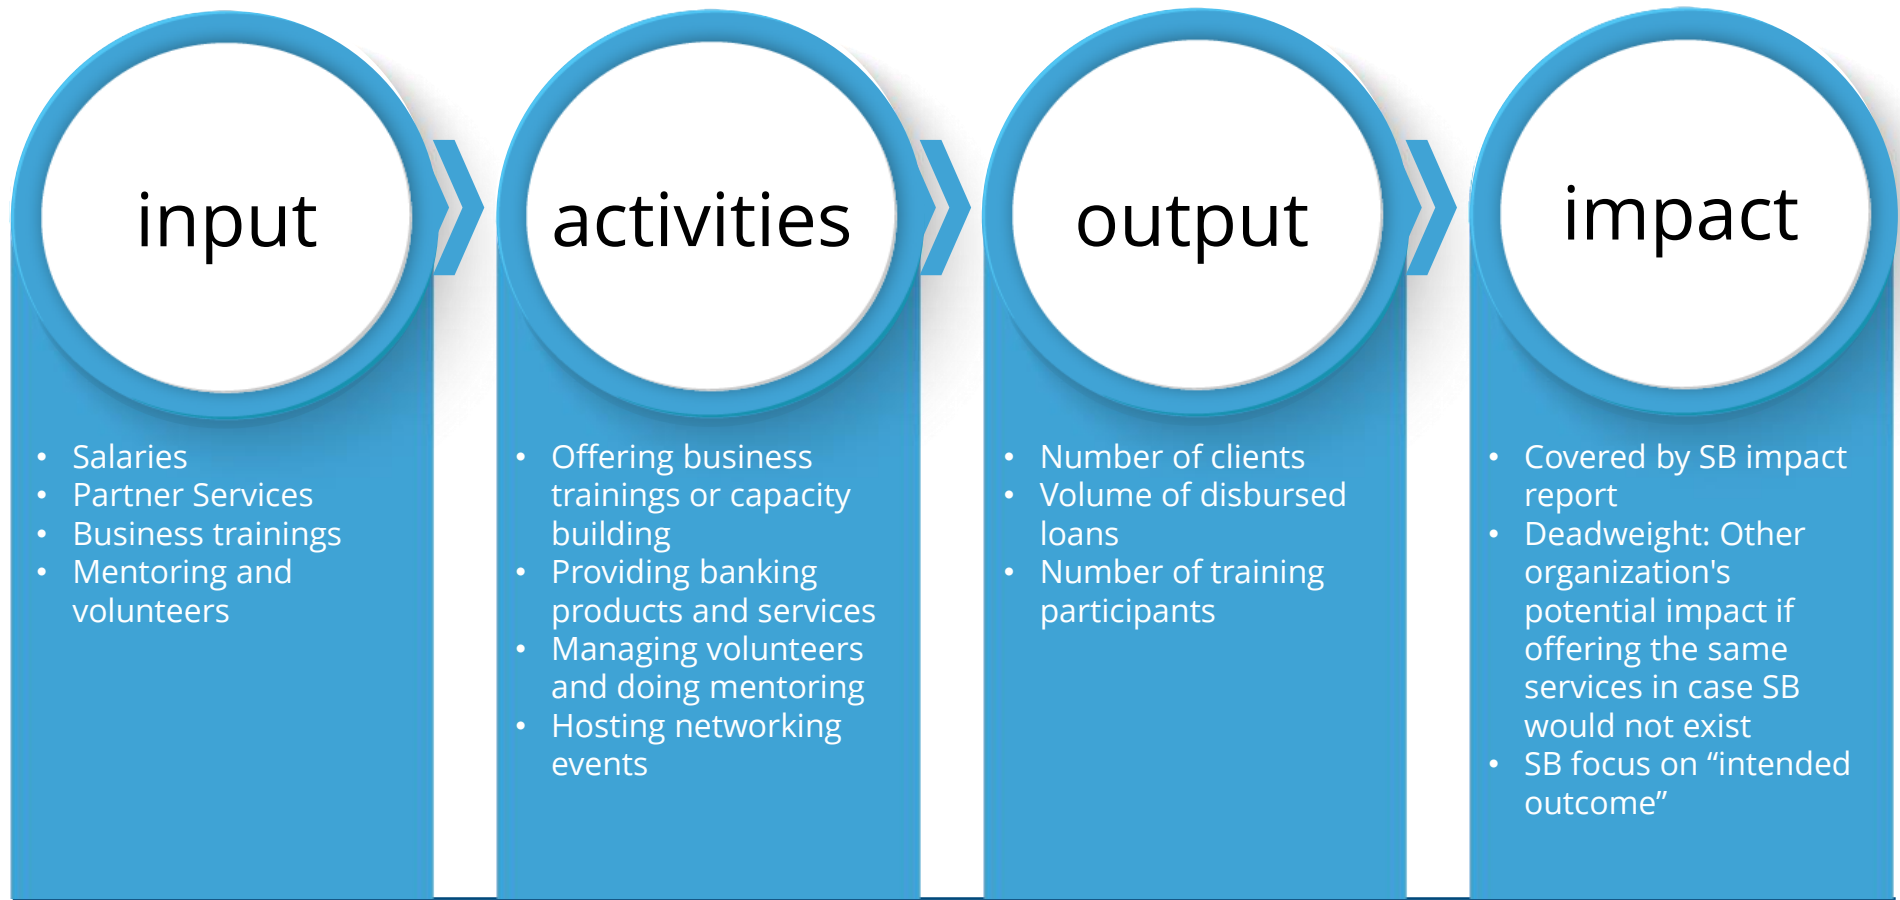 input
• Salaries
• Partner Services
• Business trainings
• Mentoring and
volunteers
activities
• Offering business
trainings or capacity
building
• Providing banking
products and services
• Managing volunteers
and doing mentoring
• Hosting networking
events
output
• Number of clients
• Volume of disbursed
loans
• Number of training
participants
impact
• Covered by SB impact
report
• Deadweight: Other
organization's
potential impact if
offering the same
services in case SB
would not exist
• SB focus on “intended
outcome”